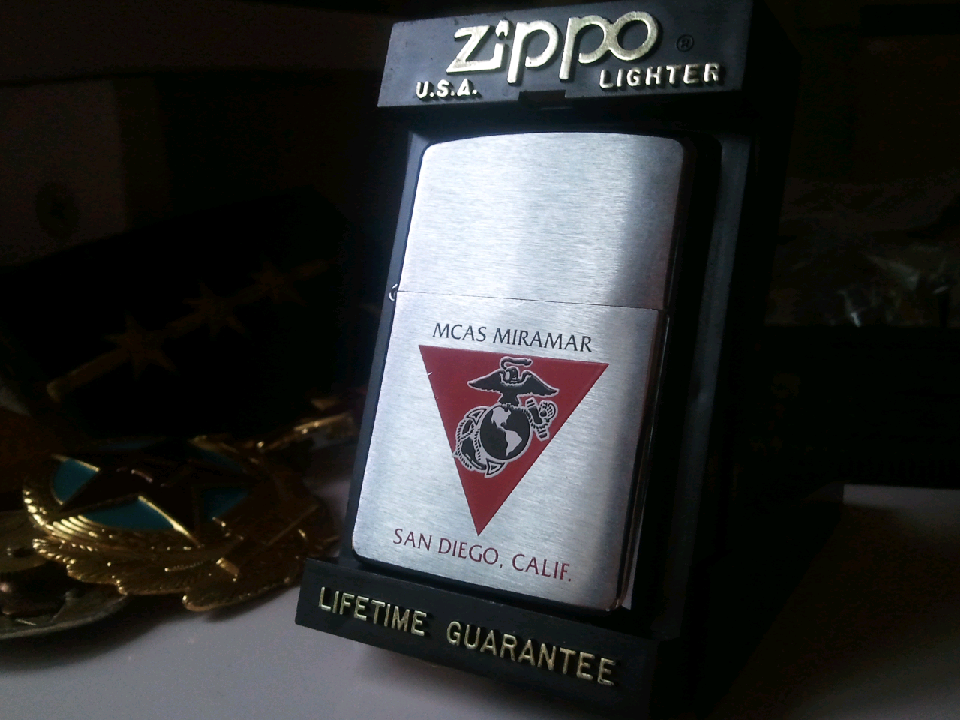 zippo ®
U.S.A. LIGHTER
MCAS MIRAMAR
SAN DIEGO, CALIF.
LIFETIME GUARANTEE